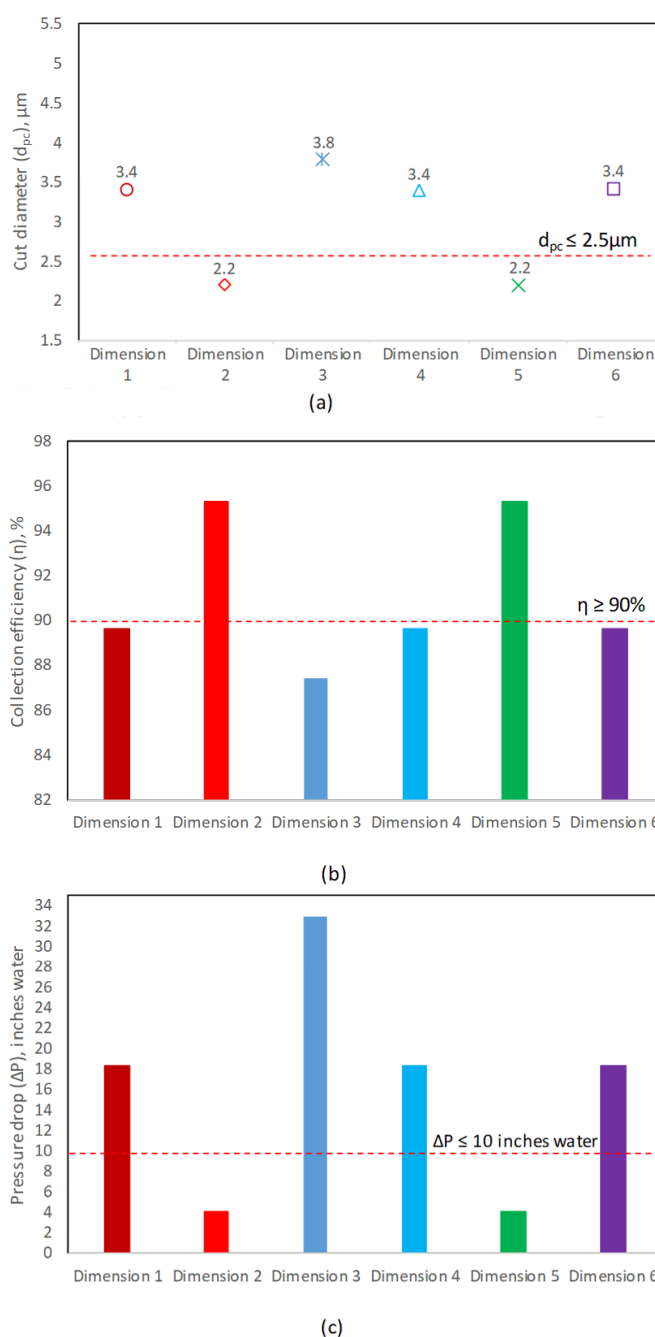 5.5
5
4.5
4
3.5
3
2.5
2
1.5
Cut diameter (dpc), µm
3.4
2.2
3.8
3.4
2.2
3.4
dpc ≤ 2.5µm
Dimension 1
Dimension 2
Dimension 3
Dimension 4
Dimension 5
Dimension 6
(a)
98
96
94
92
90
88
86
84
82
Collection efficiency (η), %
η ≥ 90%
Dimension 1
Dimension 2
Dimension 3
Dimension 4
Dimension 5
Dimension 6
(b)
34
32
30
28
26
24
22
20
18
16
14
12
10
8
6
4
2
0
Pressure drop (ΔP), inches water
ΔP ≤ 10 inches water
Dimension 1
Dimension 2
Dimension 3
Dimension 4
Dimension 5
Dimension 6
(c)